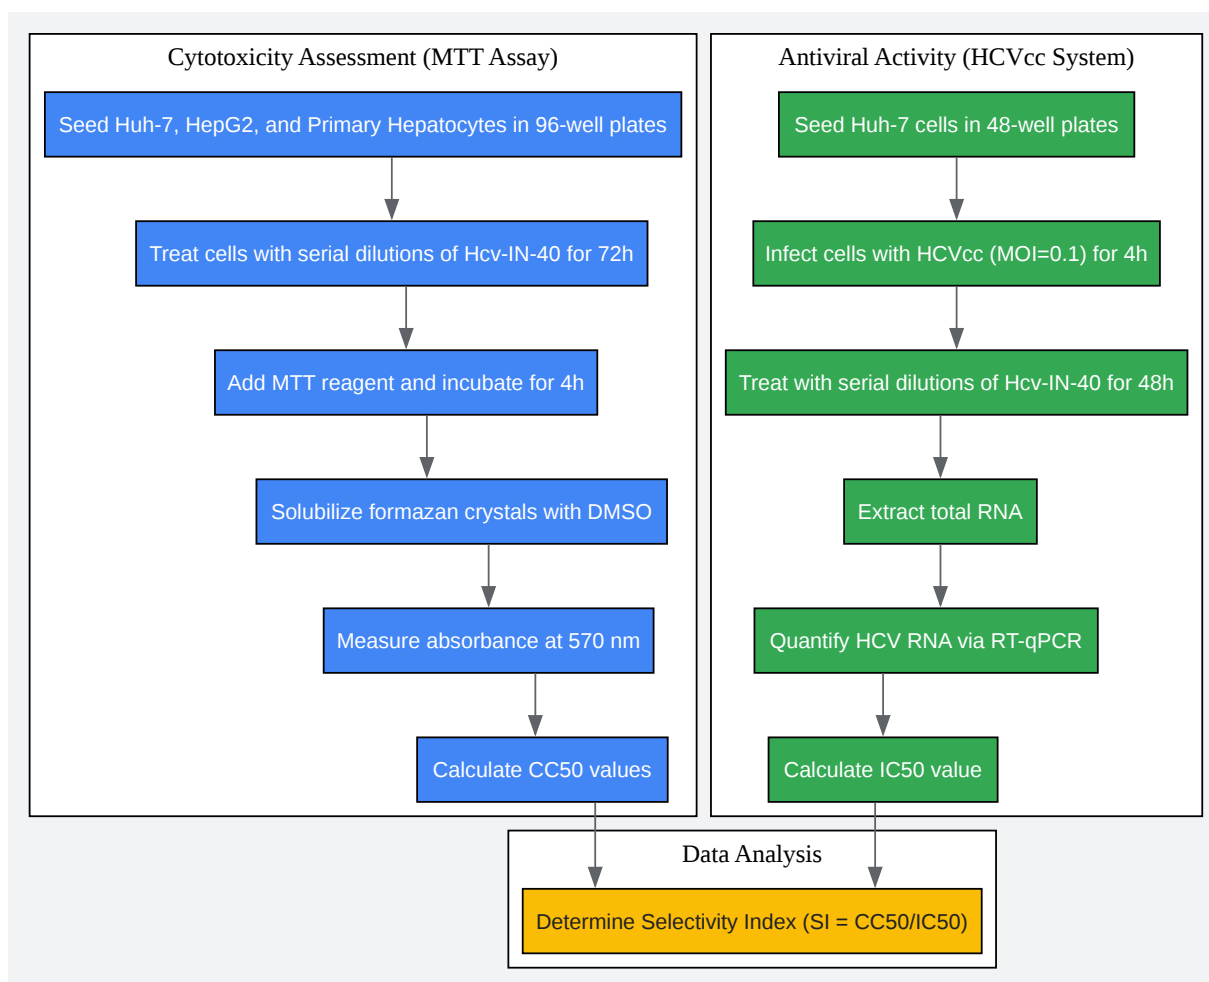 Cytotoxicity Assessment (MTT Assay)
Seed Huh-7, HepG2, and Primary Hepatocytes in 96-well plates
Treat cells with serial dilutions of Hcv-IN-40 for 72h
Add MTT reagent and incubate for 4h
Solubilize formazan crystals with DMSO
Measure absorbance at 570 nm
Calculate CC50 values
Antiviral Activity (HCVcc System)
Seed Huh-7 cells in 48-well plates
Infect cells with HCVcc (MOI=0.1) for 4h
Treat with serial dilutions of Hcv-IN-40 for 48h
Extract total RNA
Quantify HCV RNA via RT-qPCR
Calculate IC50 value
Data Analysis
Determine Selectivity Index (SI = CC50/IC50)